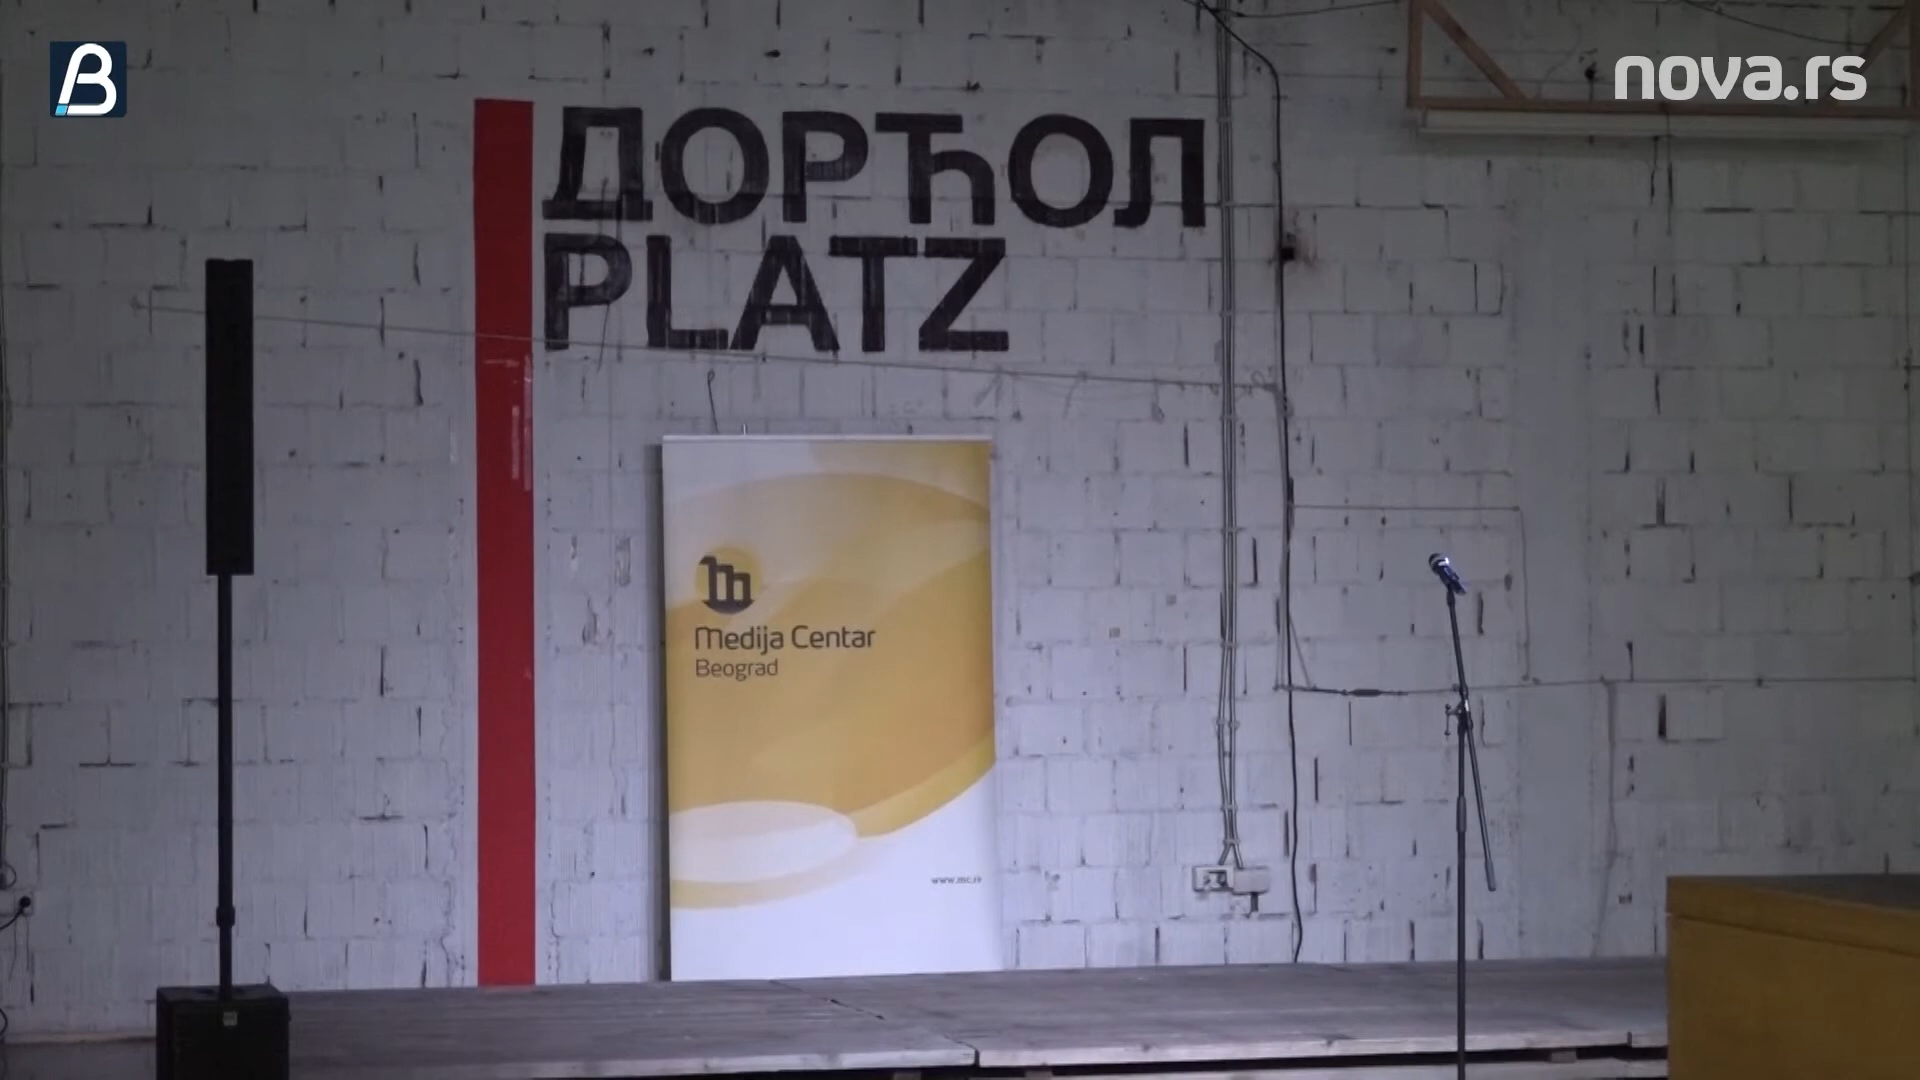 B
nova.rs
ДОРЋОЛ
PLATZ
Medija Centar
Beograd
www.mc.rs